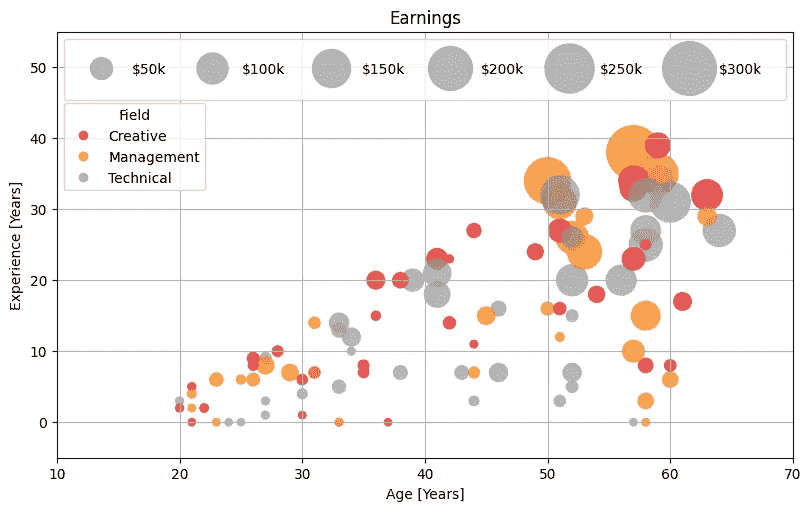 Earnings
$50k $100k $150k $200k $250k $300k
Field
Creative
Management
Technical
Experience [Years]
50
40
30
20
10
0
10 20 30 40 50 60 70
Age [Years]